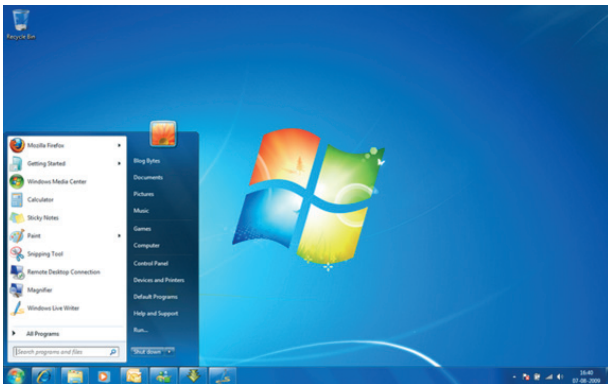 Recycle Bin
Mozilla Firefox
Getting Started
Windows Media Center
Calculator
Sticky Notes
Paint
Snipping Tool
Remote Desktop Connection
Magnifier
Windows Live Writer
All Programs
Search programs and files
Blog Bytes
Documents
Pictures
Music
Games
Computer
Control Panel
Devices and Printers
Default Programs
Help and Support
Run...
Shut down
16:40
07-08-2009